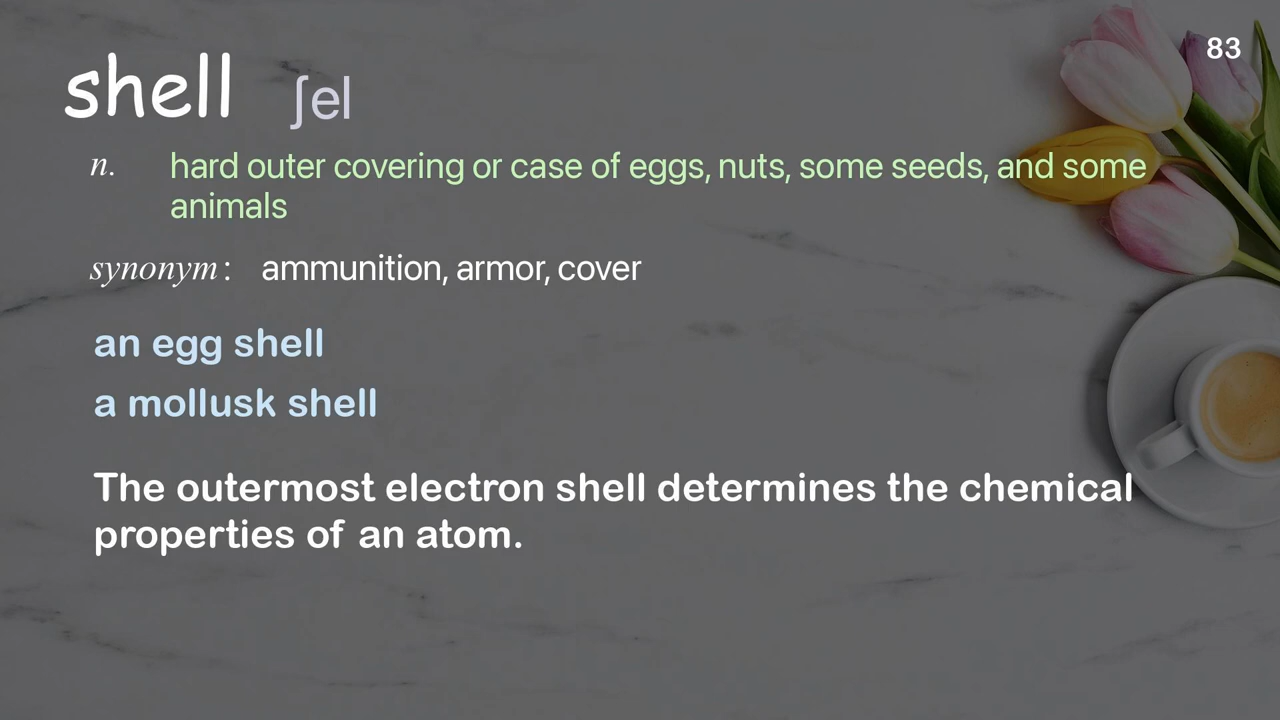 83
shell ʃel
n. hard outer covering or case of eggs, nuts, some seeds, and some
animals
synonym: ammunition, armor, cover
an egg shell
a mollusk shell
The outermost electron shell determines the chemical
properties of an atom.